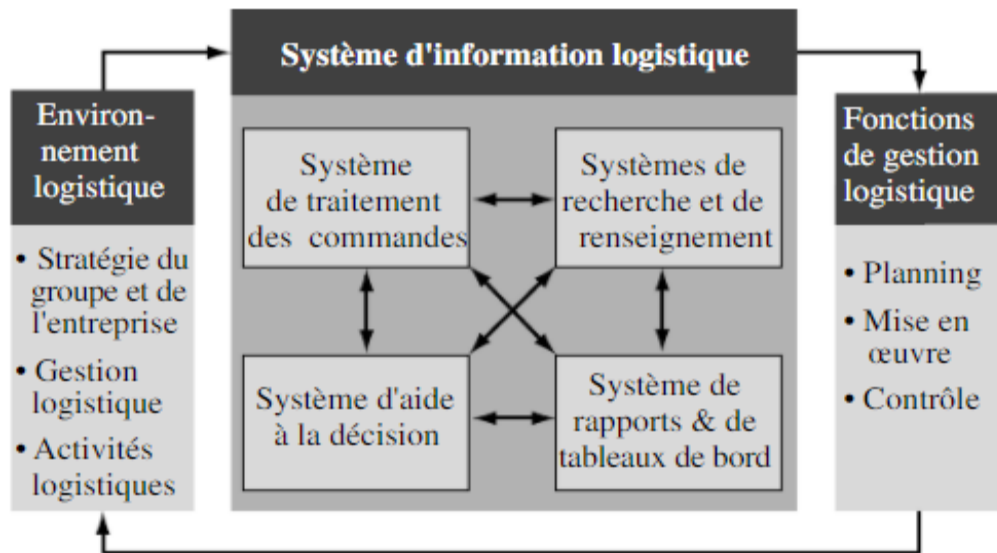 Système d'information logistique
Environ-
nement
logistique
• Stratégie du
groupe et de
l'entreprise
• Gestion
logistique
• Activités
logistiques
Système
de traitement
des commandes
Systèmes de
recherche et de
renseignement
Système d'aide
à la décision
Système de
rapports & de
tableaux de bord
Fonctions
de gestion
logistique
• Planning
• Mise en
œuvre
• Contrôle